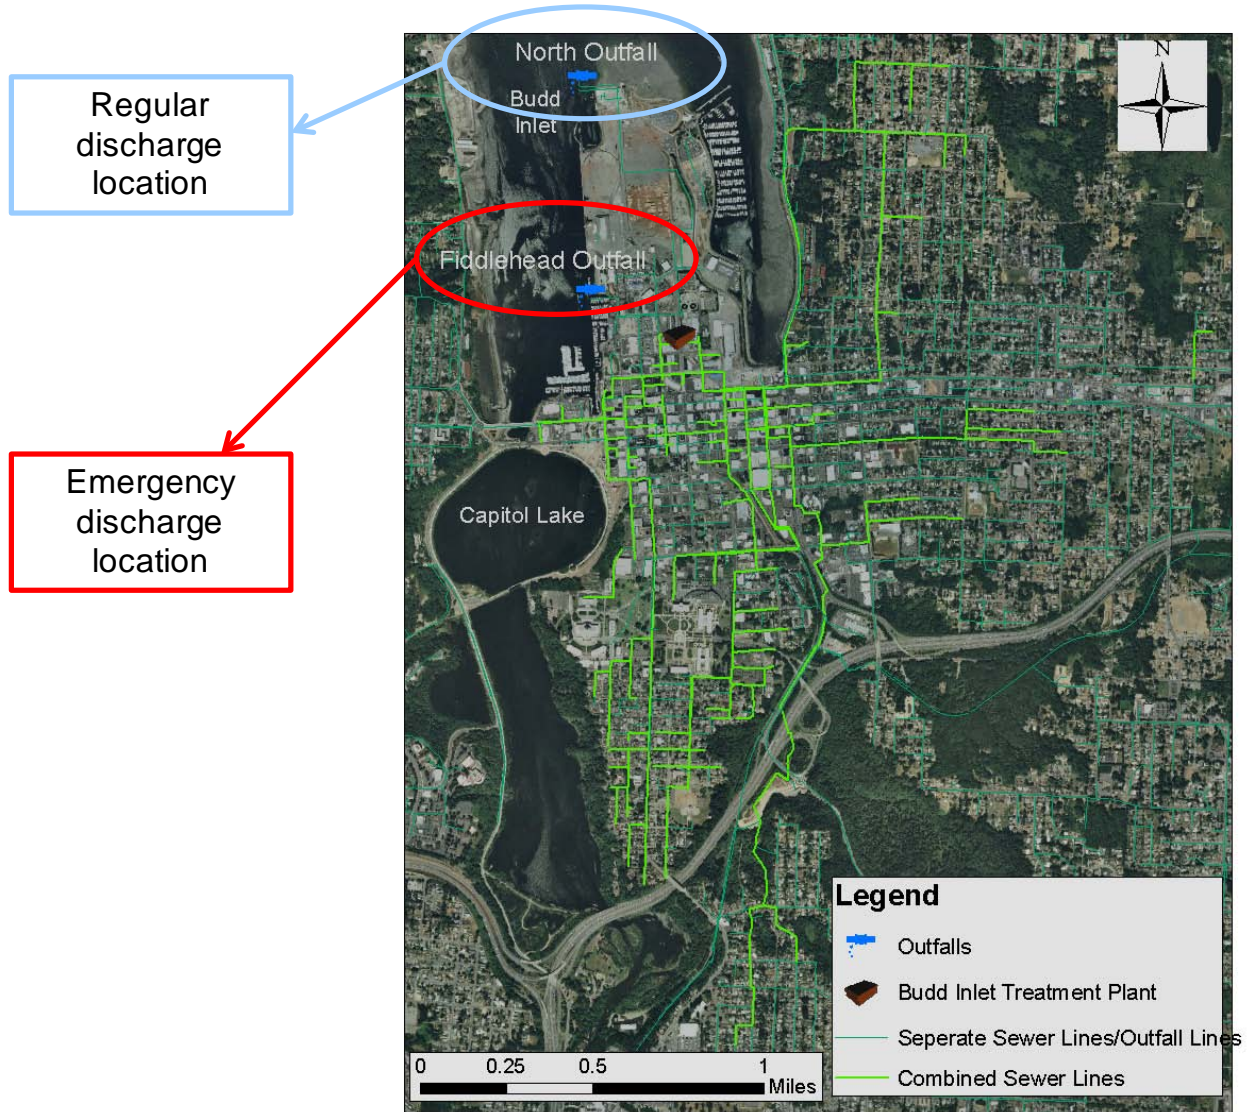 North Outfall
Budd
Inlet
Regular
discharge
location
N
Fiddlehead Outfall
Emergency
discharge
location
Capitol Lake
Legend
Outfalls
Budd Inlet Treatment Plant
Seperate Sewer Lines/Outfall Lines
Combined Sewer Lines
0 0.25 0.5 1
Miles